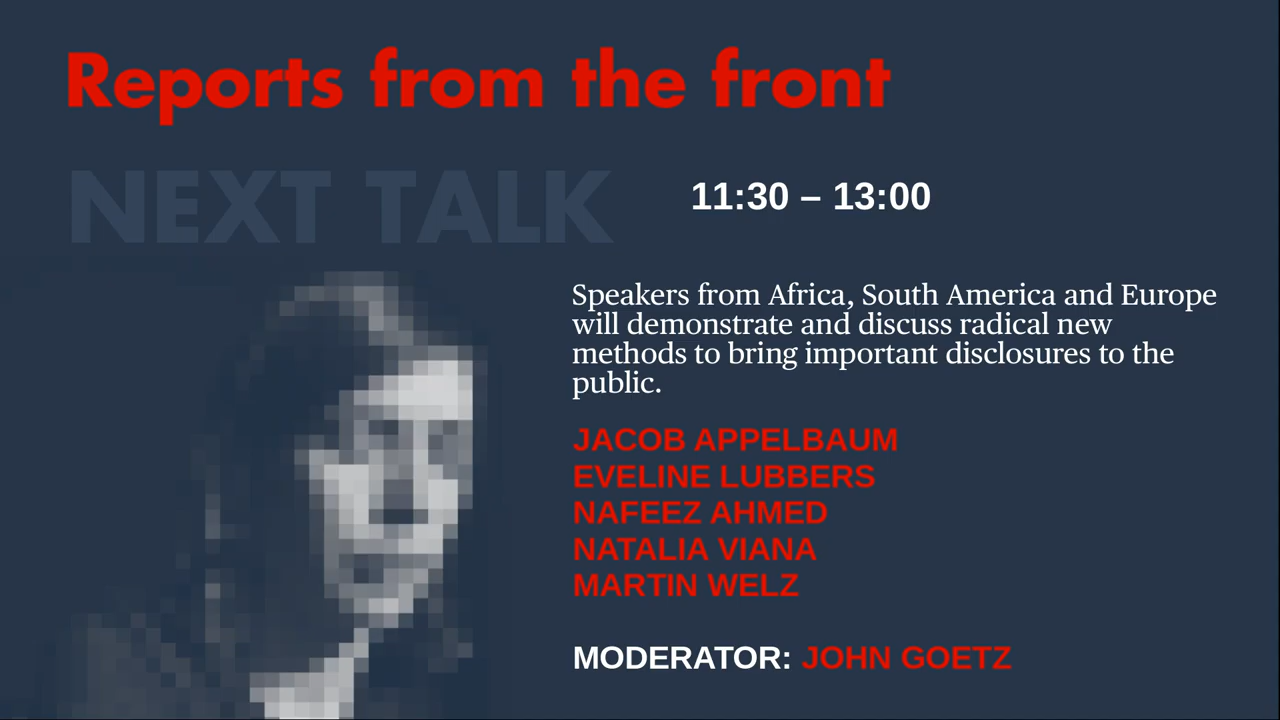 Reports from the front
NEXT TALK
11:30 – 13:00
Speakers from Africa, South America and Europe
will demonstrate and discuss radical new
methods to bring important disclosures to the
public.
JACOB APPELBAUM
EVELINE LUBBERS
NAFEEZ AHMED
NATALIA VIANA
MARTIN WELZ
MODERATOR: JOHN GOETZ